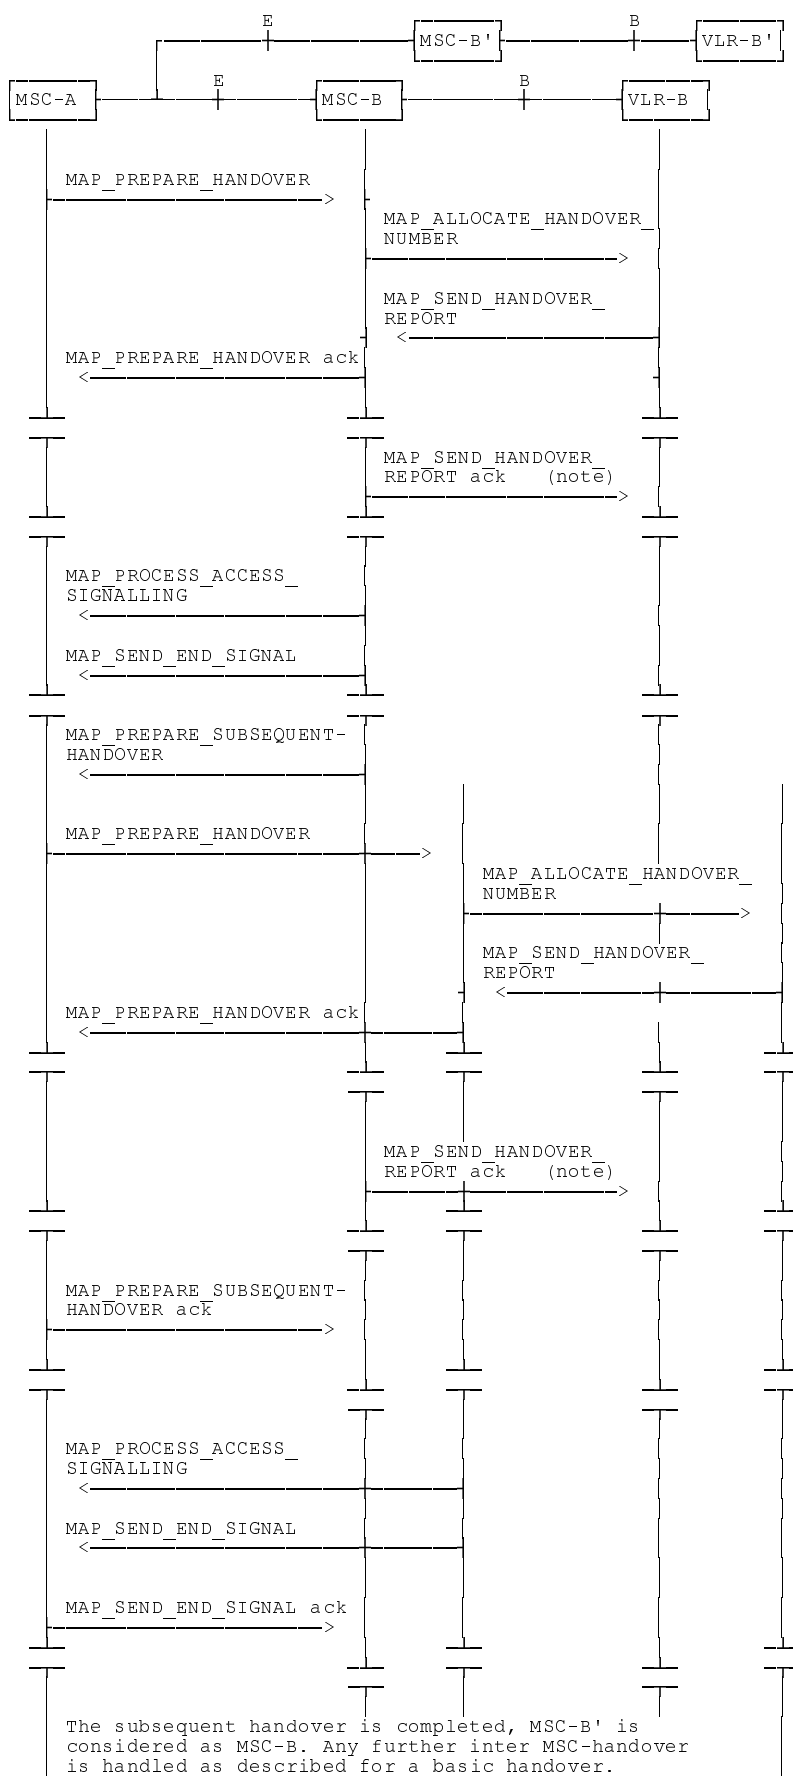 E
B
MSC-B'
VLR-B'
E
B
MSC-A
MSC-B
VLR-B
MAP_PREPARE_HANDOVER
MAP_ALLOCATE_HANDOVER_
NUMBER
MAP_SEND_HANDOVER_
REPORT
MAP_PREPARE_HANDOVER ack
MAP_SEND_HANDOVER_
REPORT ack (note)
MAP_PROCESS_ACCESS_
SIGNALLING
MAP_SEND_END_SIGNAL
MAP_PREPARE_SUBSEQUENT-
HANDOVER
MAP_PREPARE_HANDOVER
MAP_ALLOCATE_HANDOVER_
NUMBER
MAP_SEND_HANDOVER_
REPORT
MAP_PREPARE_HANDOVER ack
MAP_SEND_HANDOVER_
REPORT ack (note)
MAP_PREPARE_SUBSEQUENT-
HANDOVER ack
MAP_PROCESS_ACCESS_
SIGNALLING
MAP_SEND_END_SIGNAL
MAP_SEND_END_SIGNAL ack
The subsequent handover is completed, MSC-B' is
considered as MSC-B. Any further inter MSC-handover
is handled as described for a basic handover.